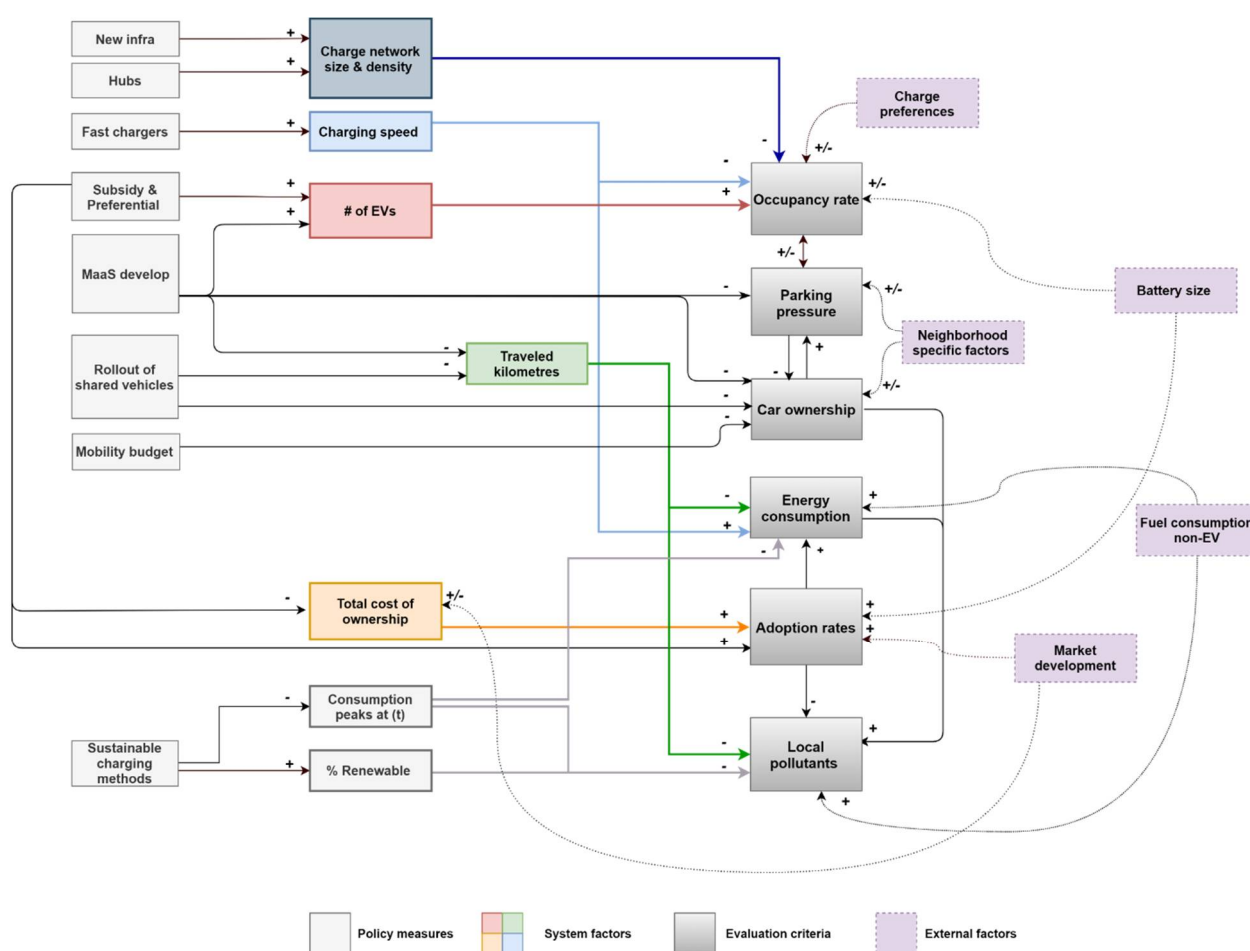 New infra
Hubs
Fast chargers
Subsidy &
Preferential
MaaS develop
Rollout of
shared vehicles
Mobility budget
Sustainable
charging
methods
+
+
+
+
+
-
-
-
-
+
Charge network
size & density
Charging speed
# of EVs
Traveled
kilometres
Total cost of
ownership
+/-
Consumption
peaks at (t)
% Renewable
-
+/-
-
+
+/-
Occupancy rate
+/-
-
Parking
pressure
+/-
-
+
-
-
-
Car ownership
+/-
-
+
-
Energy
consumption
+
+
+
+
Adoption rates
+
+
-
-
-
Local
pollutants
+
+
Charge
preferences
Battery size
Neighborhood
specific factors
Fuel consumption
non-EV
Market
development
Policy measures
System factors
Evaluation criteria
External factors